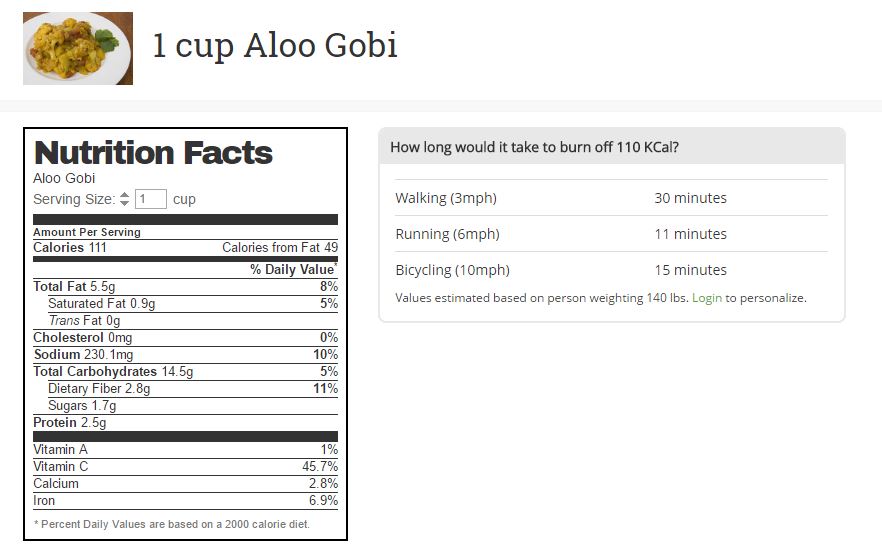 1 cup Aloo Gobi
Nutrition Facts
Aloo Gobi
Serving Size: 1 cup
Amount Per Serving
Calories 111 Calories from Fat 49
% Daily Value*
Total Fat 5.5g 8%
Saturated Fat 0.9g 5%
Trans Fat 0g
Cholesterol 0mg 0%
Sodium 230.1mg 10%
Total Carbohydrates 14.5g 5%
Dietary Fiber 2.8g 11%
Sugars 1.7g
Protein 2.5g
Vitamin A 1%
Vitamin C 45.7%
Calcium 2.8%
Iron 6.9%
* Percent Daily Values are based on a 2000 calorie diet.
How long would it take to burn off 110 KCal?
Walking (3mph) 30 minutes
Running (6mph) 11 minutes
Bicycling (10mph) 15 minutes
Values estimated based on person weighting 140 lbs. Login to personalize.